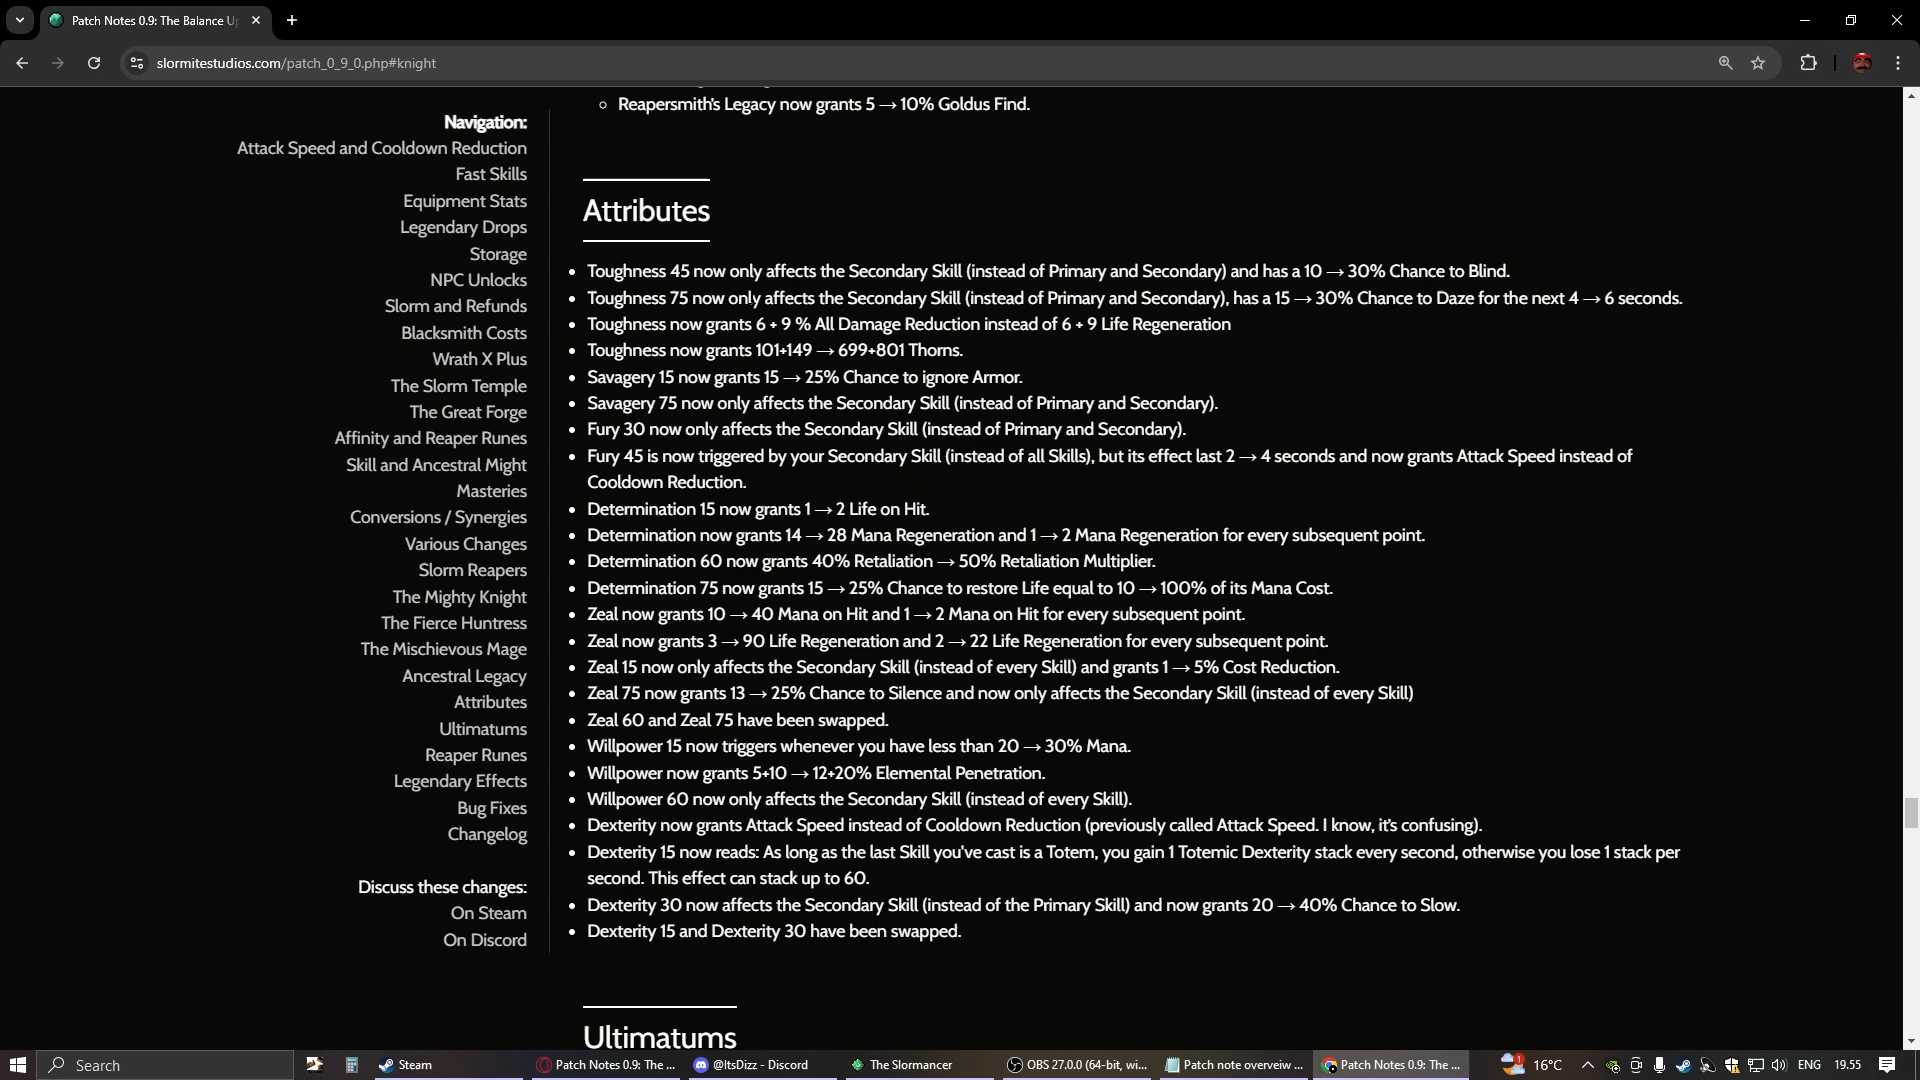 Patch Notes 0.9: The Balance Up
slormitestudios.com/patch_0_9_0.php#knight
Reapersmith's Legacy now grants 5 → 10% Goldus Find.
Navigation:
Attack Speed and Cooldown Reduction
Fast Skills
Equipment Stats
Legendary Drops
Storage
NPC Unlocks
Slorm and Refunds
Blacksmith Costs
Wrath X Plus
The Slorm Temple
The Great Forge
Affinity and Reaper Runes
Skill and Ancestral Might
Masteries
Conversions / Synergies
Various Changes
Slorm Reapers
The Mighty Knight
The Fierce Huntress
The Mischievous Mage
Ancestral Legacy
Attributes
Ultimatums
Reaper Runes
Legendary Effects
Bug Fixes
Changelog
Discuss these changes:
On Steam
On Discord
Attributes
Toughness 45 now only affects the Secondary Skill (instead of Primary and Secondary) and has a 10 → 30% Chance to Blind.
Toughness 75 now only affects the Secondary Skill (instead of Primary and Secondary), has a 15 → 30% Chance to Daze for the next 4 → 6 seconds.
Toughness now grants 6 + 9 % All Damage Reduction instead of 6 + 9 Life Regeneration
Toughness now grants 101+149 → 699+801 Thorns.
Savagery 15 now grants 15 → 25% Chance to ignore Armor.
Savagery 75 now only affects the Secondary Skill (instead of Primary and Secondary).
Fury 30 now only affects the Secondary Skill (instead of Primary and Secondary).
Fury 45 is now triggered by your Secondary Skill (instead of all Skills), but its effect last 2 → 4 seconds and now grants Attack Speed instead of
Cooldown Reduction.
Determination 15 now grants 1 → 2 Life on Hit.
Determination now grants 14 → 28 Mana Regeneration and 1 → 2 Mana Regeneration for every subsequent point.
Determination 60 now grants 40% Retaliation → 50% Retaliation Multiplier.
Determination 75 now grants 15 → 25% Chance to restore Life equal to 10 → 100% of its Mana Cost.
Zeal now grants 10 → 40 Mana on Hit and 1 → 2 Mana on Hit for every subsequent point.
Zeal now grants 3 → 90 Life Regeneration and 2 → 22 Life Regeneration for every subsequent point.
Zeal 15 now only affects the Secondary Skill (instead of every Skill) and grants 1 → 5% Cost Reduction.
Zeal 75 now grants 13 → 25% Chance to Silence and now only affects the Secondary Skill (instead of every Skill)
Zeal 60 and Zeal 75 have been swapped.
Willpower 15 now triggers whenever you have less than 20 → 30% Mana.
Willpower now grants 5+10 → 12+20% Elemental Penetration.
Willpower 60 now only affects the Secondary Skill (instead of every Skill).
Dexterity now grants Attack Speed instead of Cooldown Reduction (previously called Attack Speed. I know, it's confusing).
Dexterity 15 now reads: As long as the last Skill you've cast is a Totem, you gain 1 Totemic Dexterity stack every second, otherwise you lose 1 stack per
second. This effect can stack up to 60.
Dexterity 30 now affects the Secondary Skill (instead of the Primary Skill) and now grants 20 → 40% Chance to Slow.
Dexterity 15 and Dexterity 30 have been swapped.
Ultimatums
Search
Steam
Patch Notes 0.9: The ...
@ItsDizz - Discord
The Slormancer
OBS 27.0.0 (64-bit, wi...
Patch note overveiw ...
Patch Notes 0.9: The ...
1
16°C
ENG
19.55